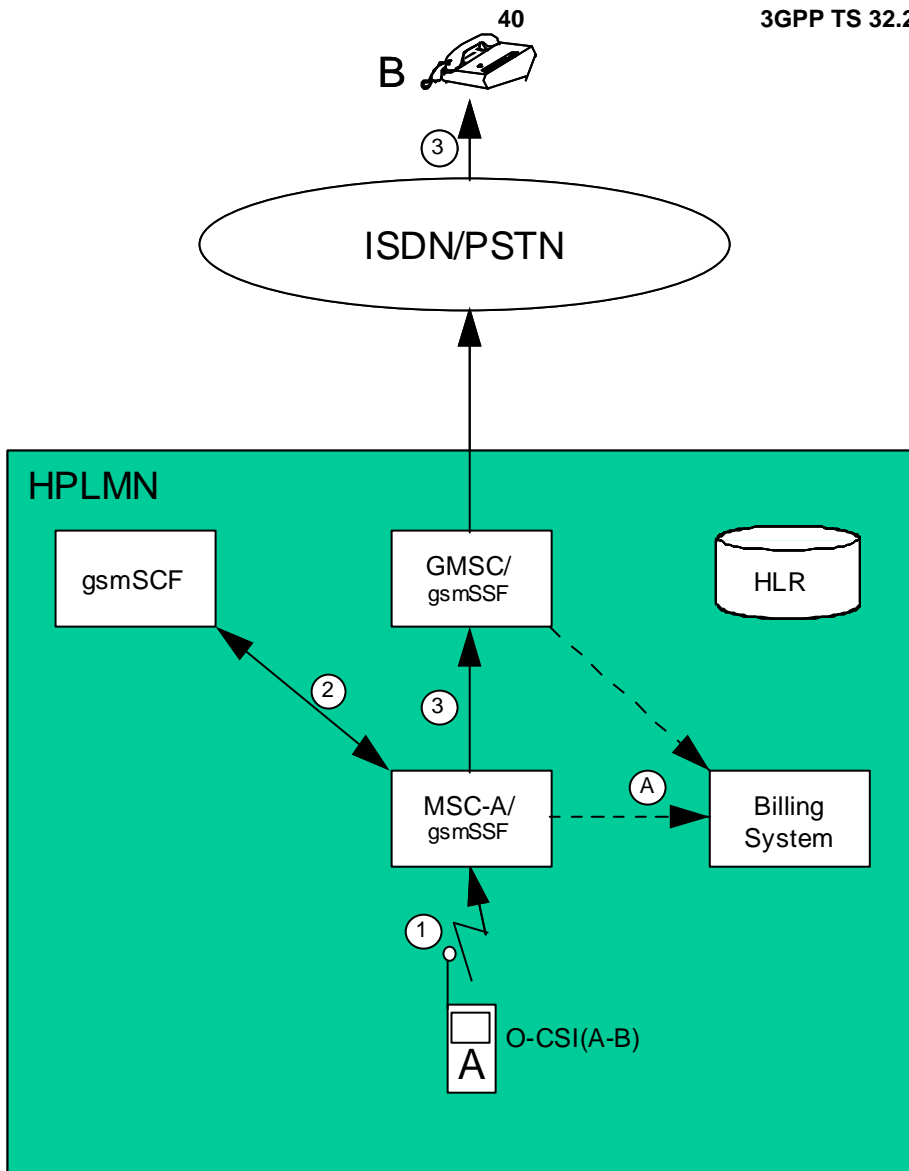 40
3GPP TS 32.2
B
3
ISDN/PSTN
HPLMN
gsmSCF
GMSC/
gsmSSF
HLR
2
3
MSC-A/
gsmSSF
A
Billing
System
1
A
O-CSI(A-B)